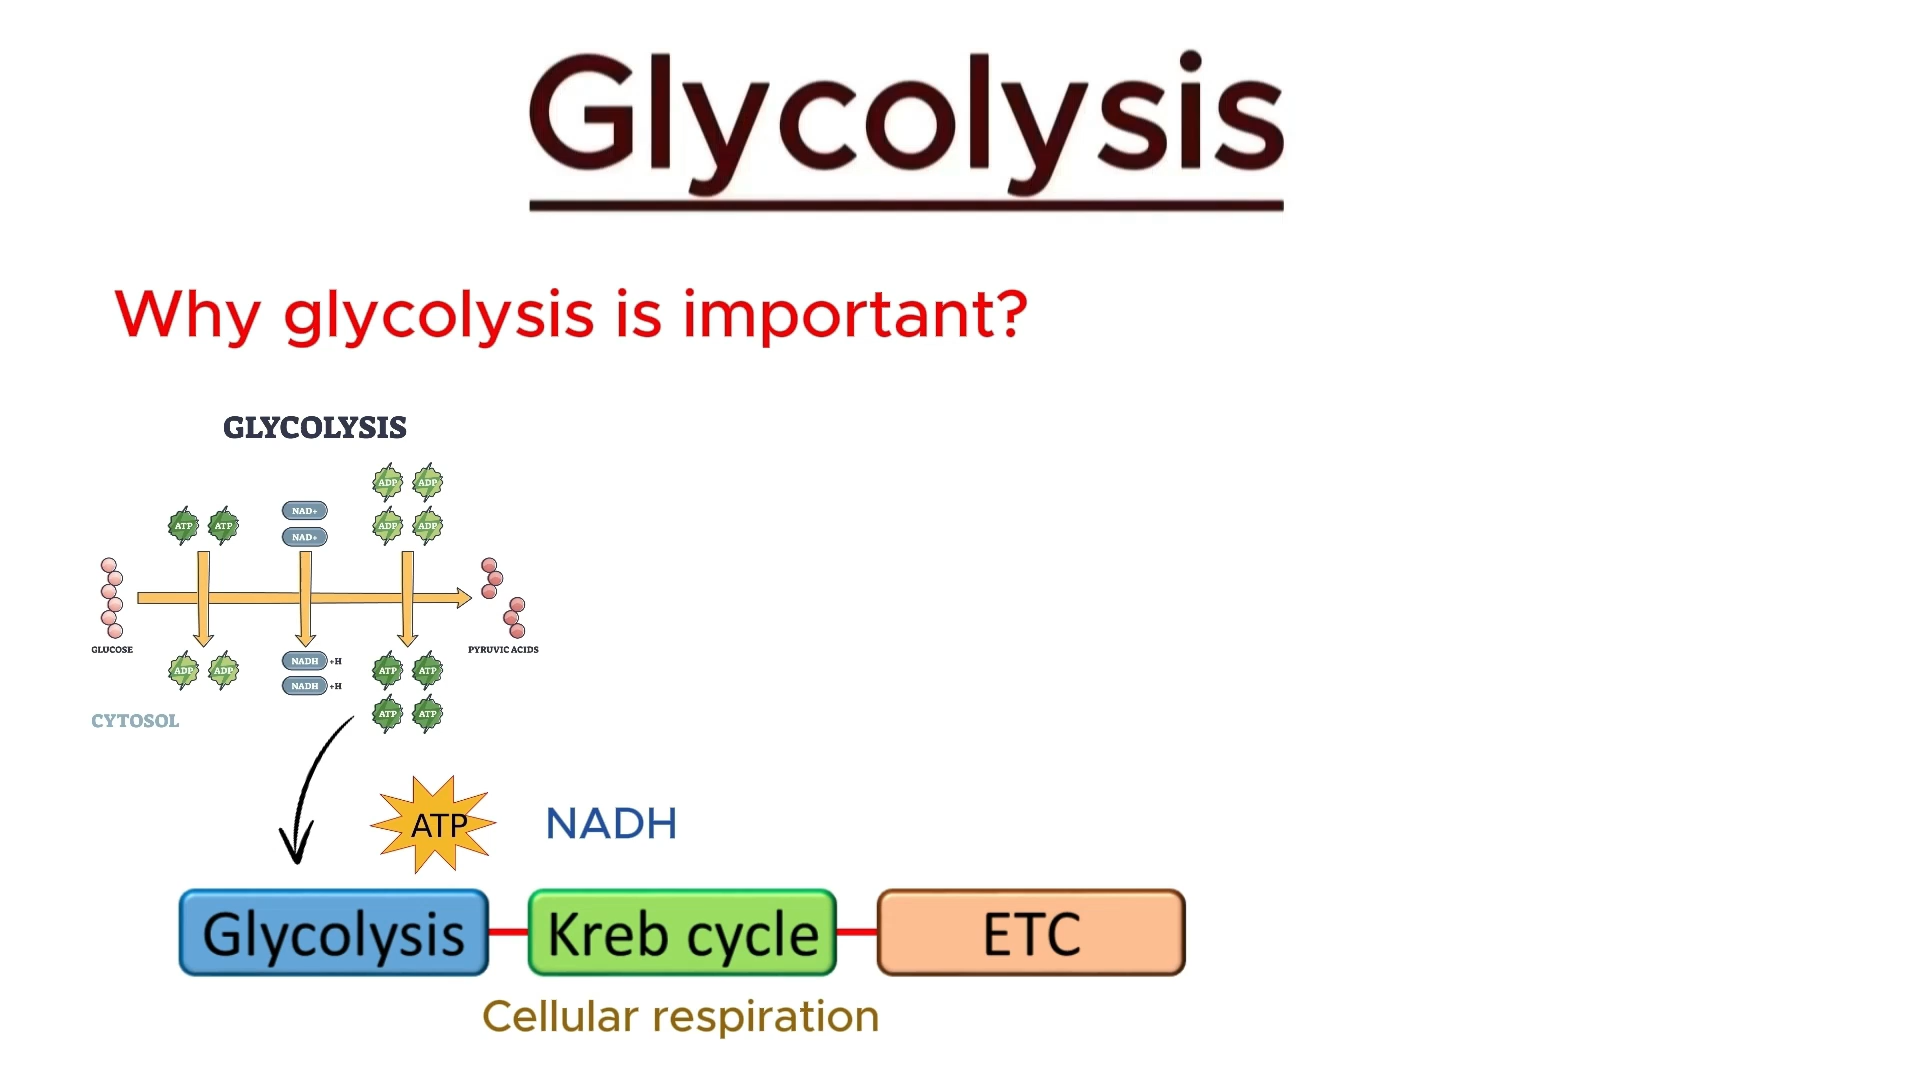 Glycolysis
Why glycolysis is important?
GLYCOLYSIS
ADP ADP
ATP ATP NAD+ ADP ADP
NAD+
GLUCOSE PYRUVIC ACIDS
ADP ADP NADH +H ATP ATP
NADH +H
CYTOSOL ATP ATP
ATP NADH
Glycolysis Kreb cycle ETC
Cellular respiration